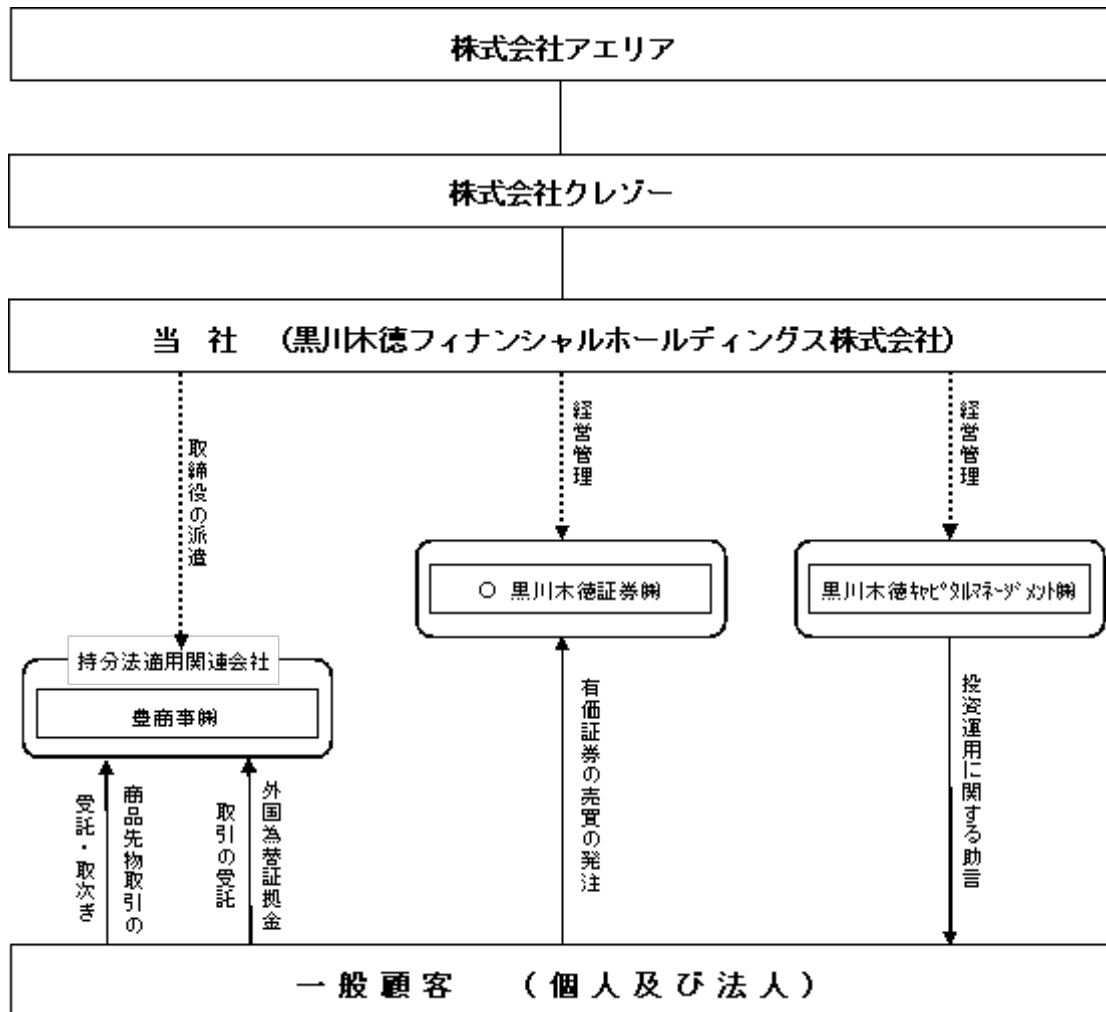 株式会社アエリア
株式会社クレゾー
当社 (黒川木徳フィナンシャルホールディングス株式会社)
取締役の派遣
経営管理
経営管理
○ 黒川木徳証券㈱
黒川木徳ｷｬﾋﾟﾀﾙﾏﾈｰｼﾞﾒﾝﾄ㈱
持分法適用関連会社
豊商事㈱
商品先物取引の
受託・取次ぎ
外国為替証拠金
取引の受託
有価証券の売買の発注
投資運用に関する助言
一般顧客 (個人及び法人)